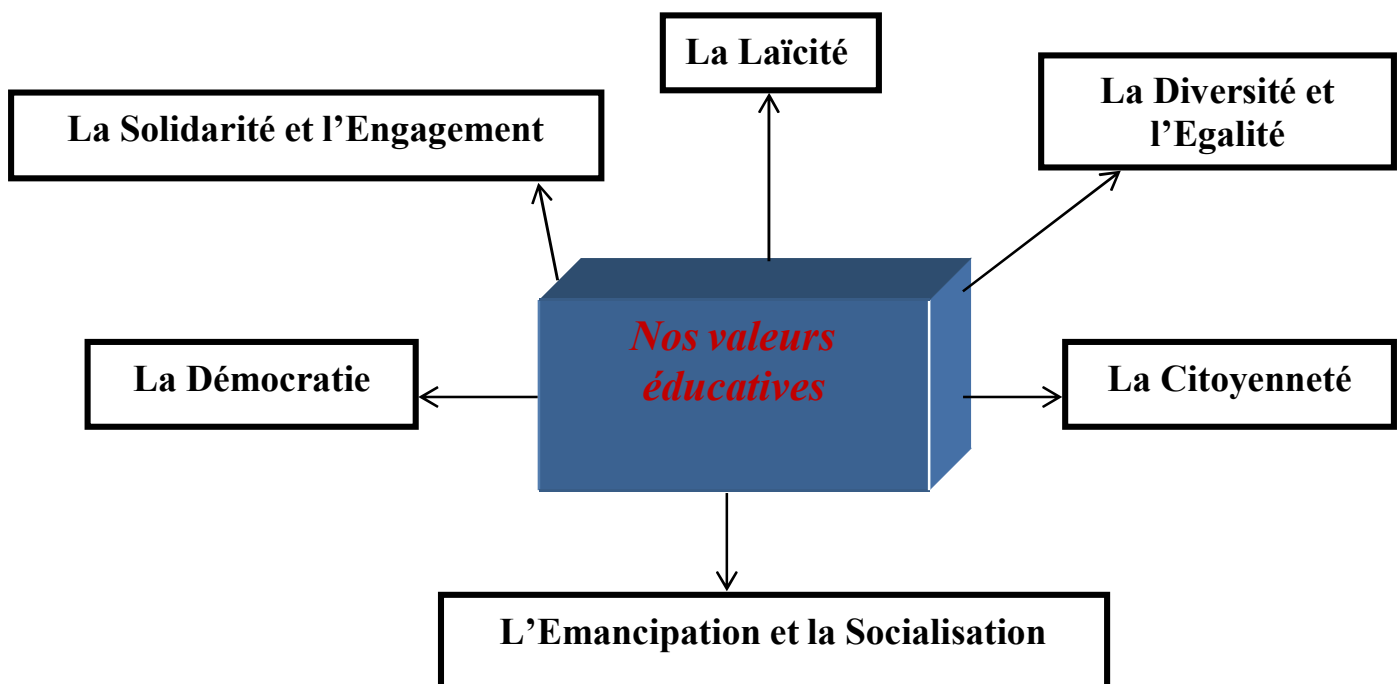 La Laïcité
La Diversité et
l’Egalité
La Solidarité et l’Engagement
Nos valeurs
éducatives
La Démocratie
La Citoyenneté
L’Emancipation et la Socialisation